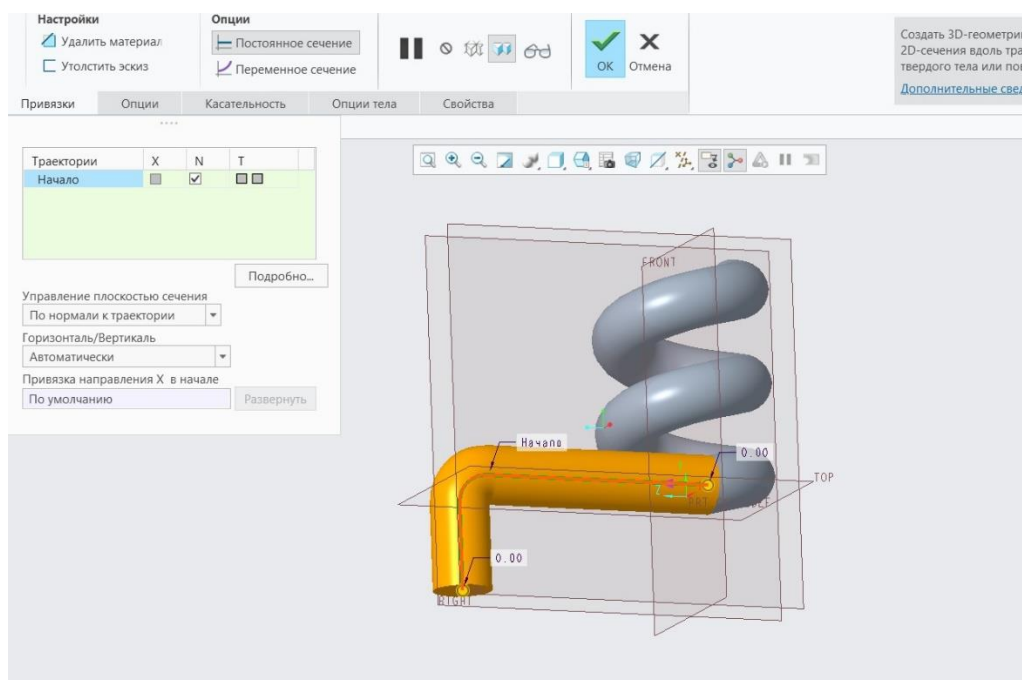 Настройки
Удалить материал
Утолстить эскиз
Опции
Постоянное сечение
Переменное сечение
OK
Отмена
Создать 3D-геометри
2D-сечения вдоль тра
твердого тела или пов
Дополнительные свед
Привязки Опции Касательность Опции тела Свойства
Траектории X N T
Начало
Подробно...
Управление плоскостью сечения
По нормали к траектории
Горизонталь/Вертикаль
Автоматически
Привязка направления X в начале
По умолчанию Развернуть
FRONT
Начало
0.00
TOP
Z
0.00
RIGHT